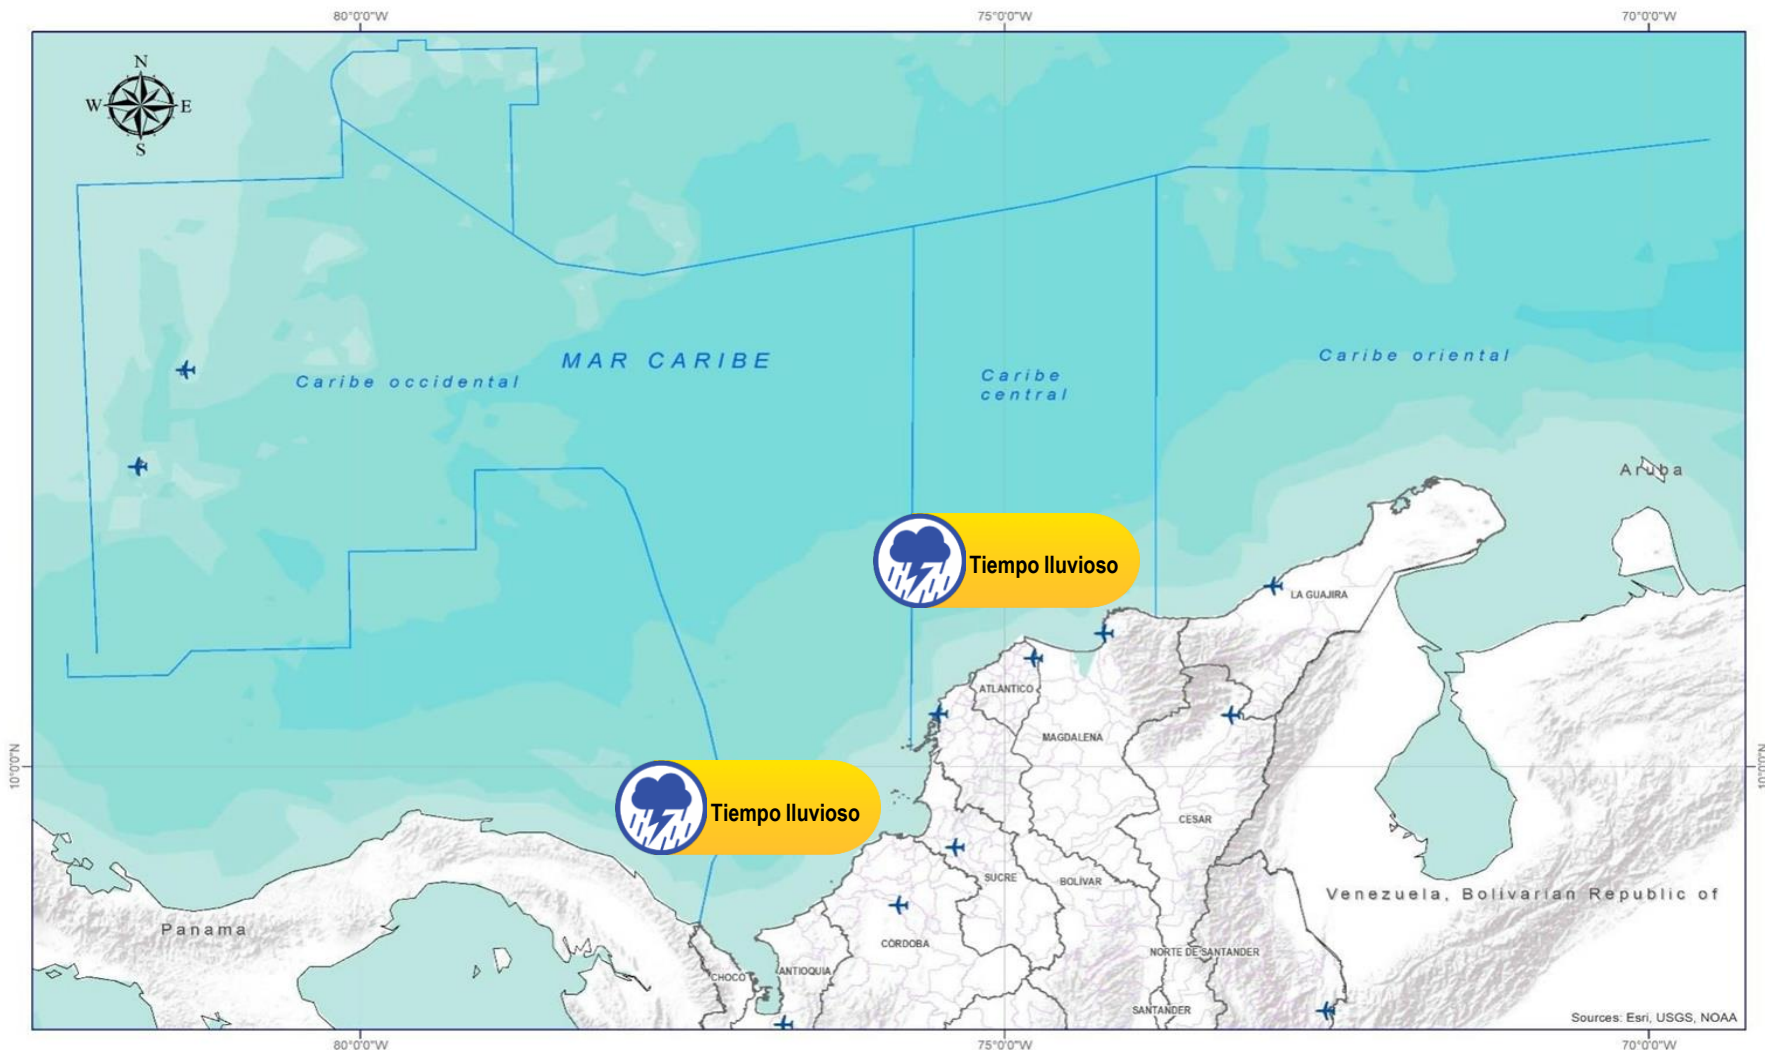 80°0'0"W
75°0'0"W
70°0'0"W
N
W
E
S
MAR CARIBE
Caribe occidental
Caribe
central
Caribe oriental
Aruba
Tiempo lluvioso
LA GUAJIRA
ATLANTICO
MAGDALENA
10°0'0"N
10°0'0"N
Tiempo lluvioso
CESAR
SUCRE
BOLÍVAR
Venezuela, Bolivarian Republic of
Panama
CÓRDOBA
NORTE DE SANTANDER
CHOCO
ANTIOQUIA
SANTANDER
Sources: Esri, USGS, NOAA
80°0'0"W
75°0'0"W
70°0'0"W